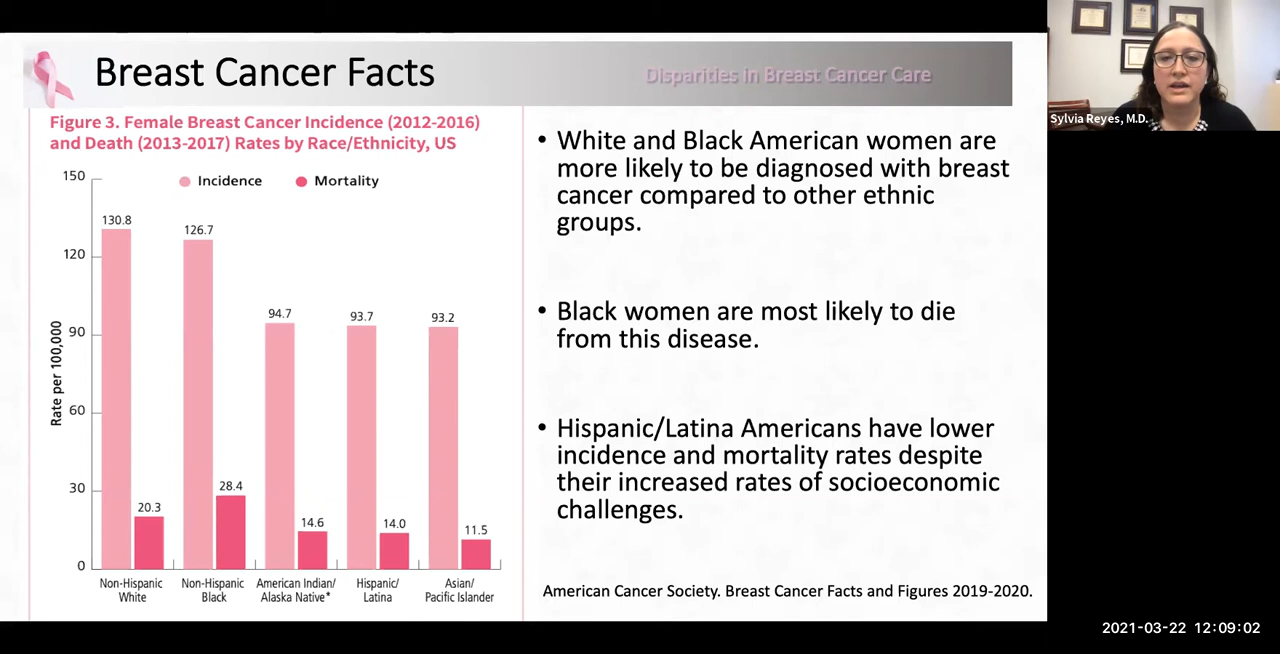 Breast Cancer Facts
Disparities in Breast Cancer Care
Sylvia Reyes, M.D.
Figure 3. Female Breast Cancer Incidence (2012-2016)
and Death (2013-2017) Rates by Race/Ethnicity, US
Incidence
Mortality
Rate per 100,000
150
120
90
60
30
0
130.8
20.3
126.7
28.4
94.7
14.6
93.7
14.0
93.2
11.5
Non-Hispanic
White
Non-Hispanic
Black
American Indian/
Alaska Native*
Hispanic/
Latina
Asian/
Pacific Islander
• White and Black American women are
more likely to be diagnosed with breast
cancer compared to other ethnic
groups.
• Black women are most likely to die
from this disease.
• Hispanic/Latina Americans have lower
incidence and mortality rates despite
their increased rates of socioeconomic
challenges.
American Cancer Society. Breast Cancer Facts and Figures 2019-2020.
2021-03-22 12:09:02